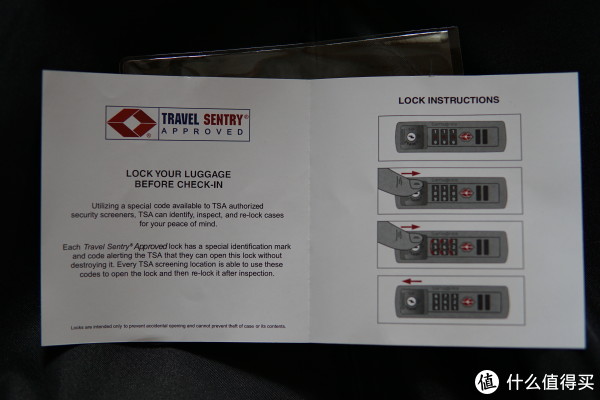 TRAVEL SENTRY®
APPROVED
LOCK YOUR LUGGAGE
BEFORE CHECK-IN
Utilizing a special code available to TSA authorized
security screeners, TSA can identify, inspect, and re-lock cases
for your peace of mind.
Each Travel Sentry® Approved lock has a special identification mark
and code alerting the TSA that they can open this lock without
destroying it. Every TSA screening location is able to use these
codes to open the lock and then re-lock it after inspection.
Locks are intended only to prevent accidental opening and cannot prevent theft of case or its contents.
LOCK INSTRUCTIONS
值 什么值得买